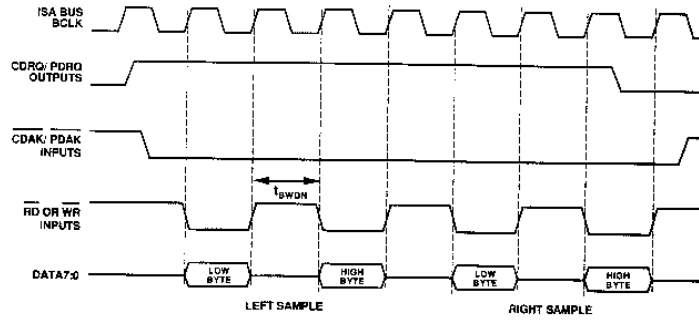 ISA BUS
BCLK
CDRQ/ PDRQ
OUTPUTS
CDAK/ PDAK
INPUTS
tBWDN
RD OR WR
INPUTS
DATA7:0
LOW
BYTE
HIGH
BYTE
LOW
BYTE
HIGH
BYTE
LEFT SAMPLE
RIGHT SAMPLE